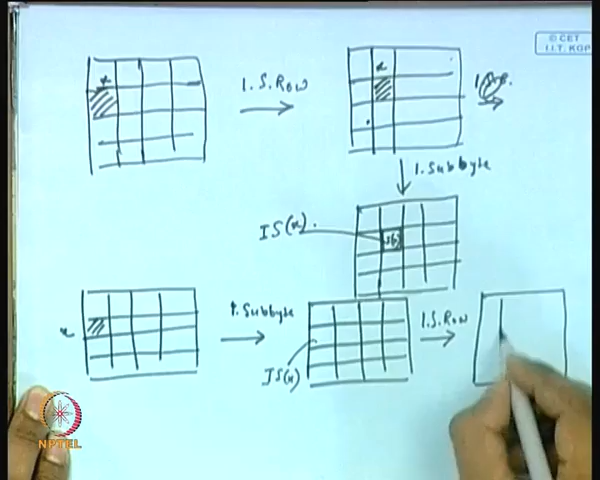 © CET
I.I.T. KGP
x
I.S.Row
x
I.Subbyte
IS(x)
x
I.Subbyte
I.S.Row
IS(x)
NPTEL